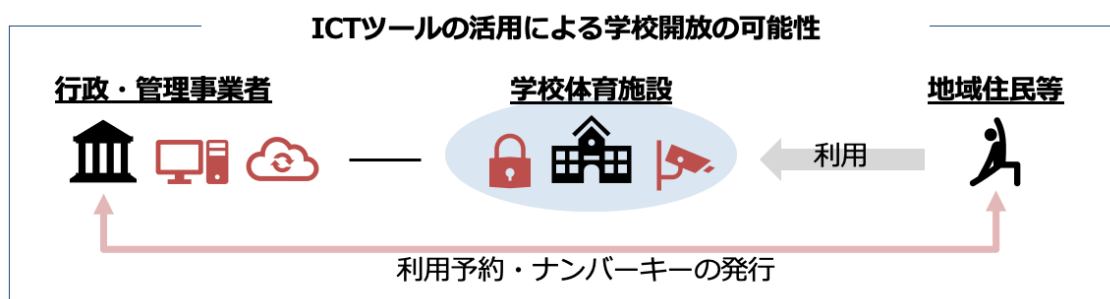 ICTツールの活用による学校開放の可能性
行政・管理事業者
学校体育施設
地域住民等
利用
利用予約・ナンバーキーの発行